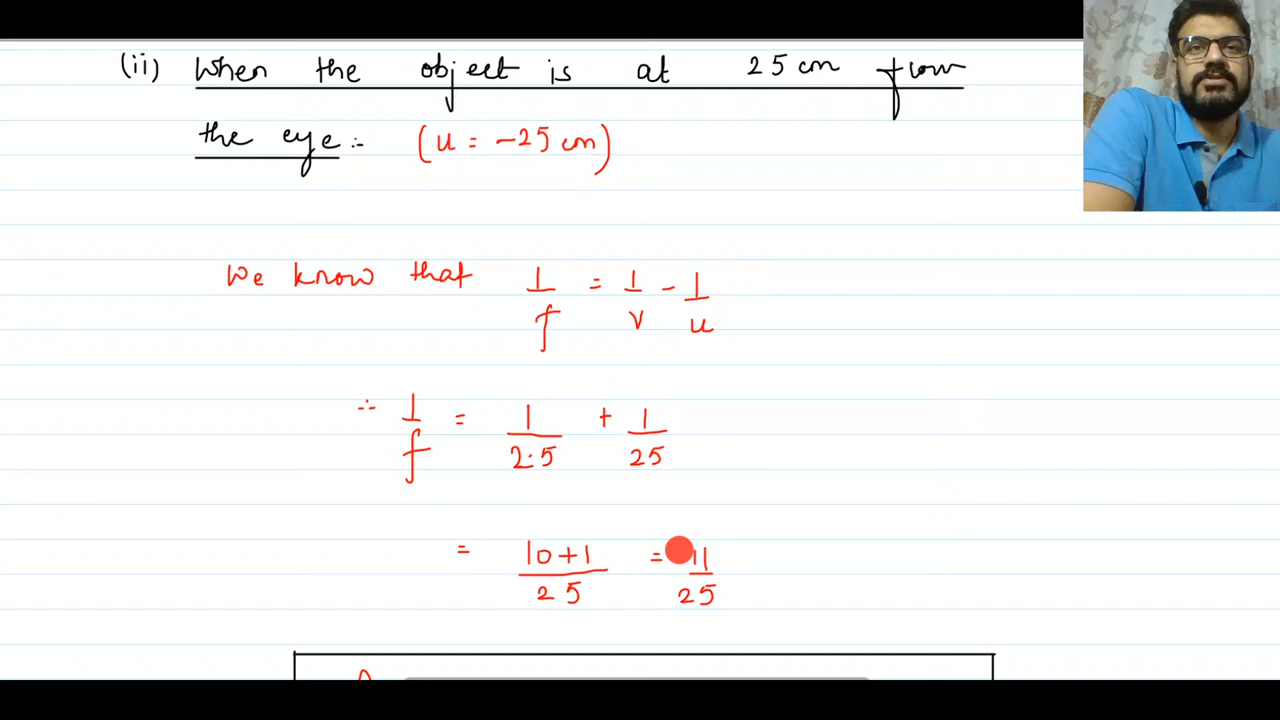 (ii) When the object is at 25 cm from
the eye :- (u = -25 cm)
We know that 1/f = 1/v - 1/u
∴ 1/f = 1/2.5 + 1/25
= 10+1/25 = 11/25